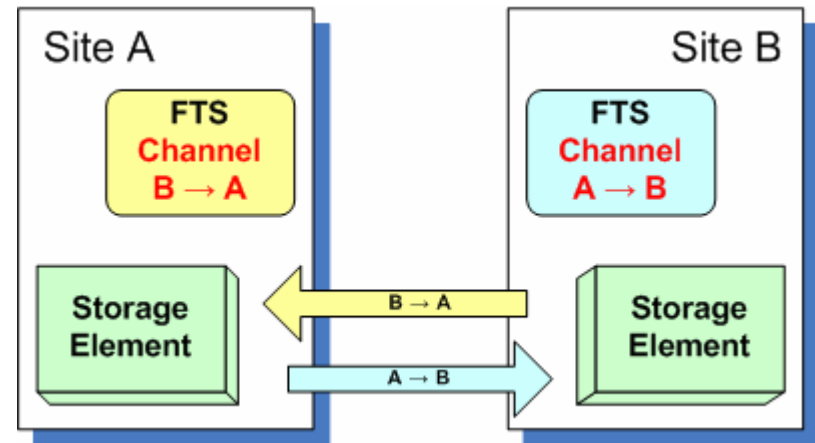 Site A
FTS
Channel
B → A
Storage
Element
Site B
FTS
Channel
A → B
Storage
Element
B → A
A → B